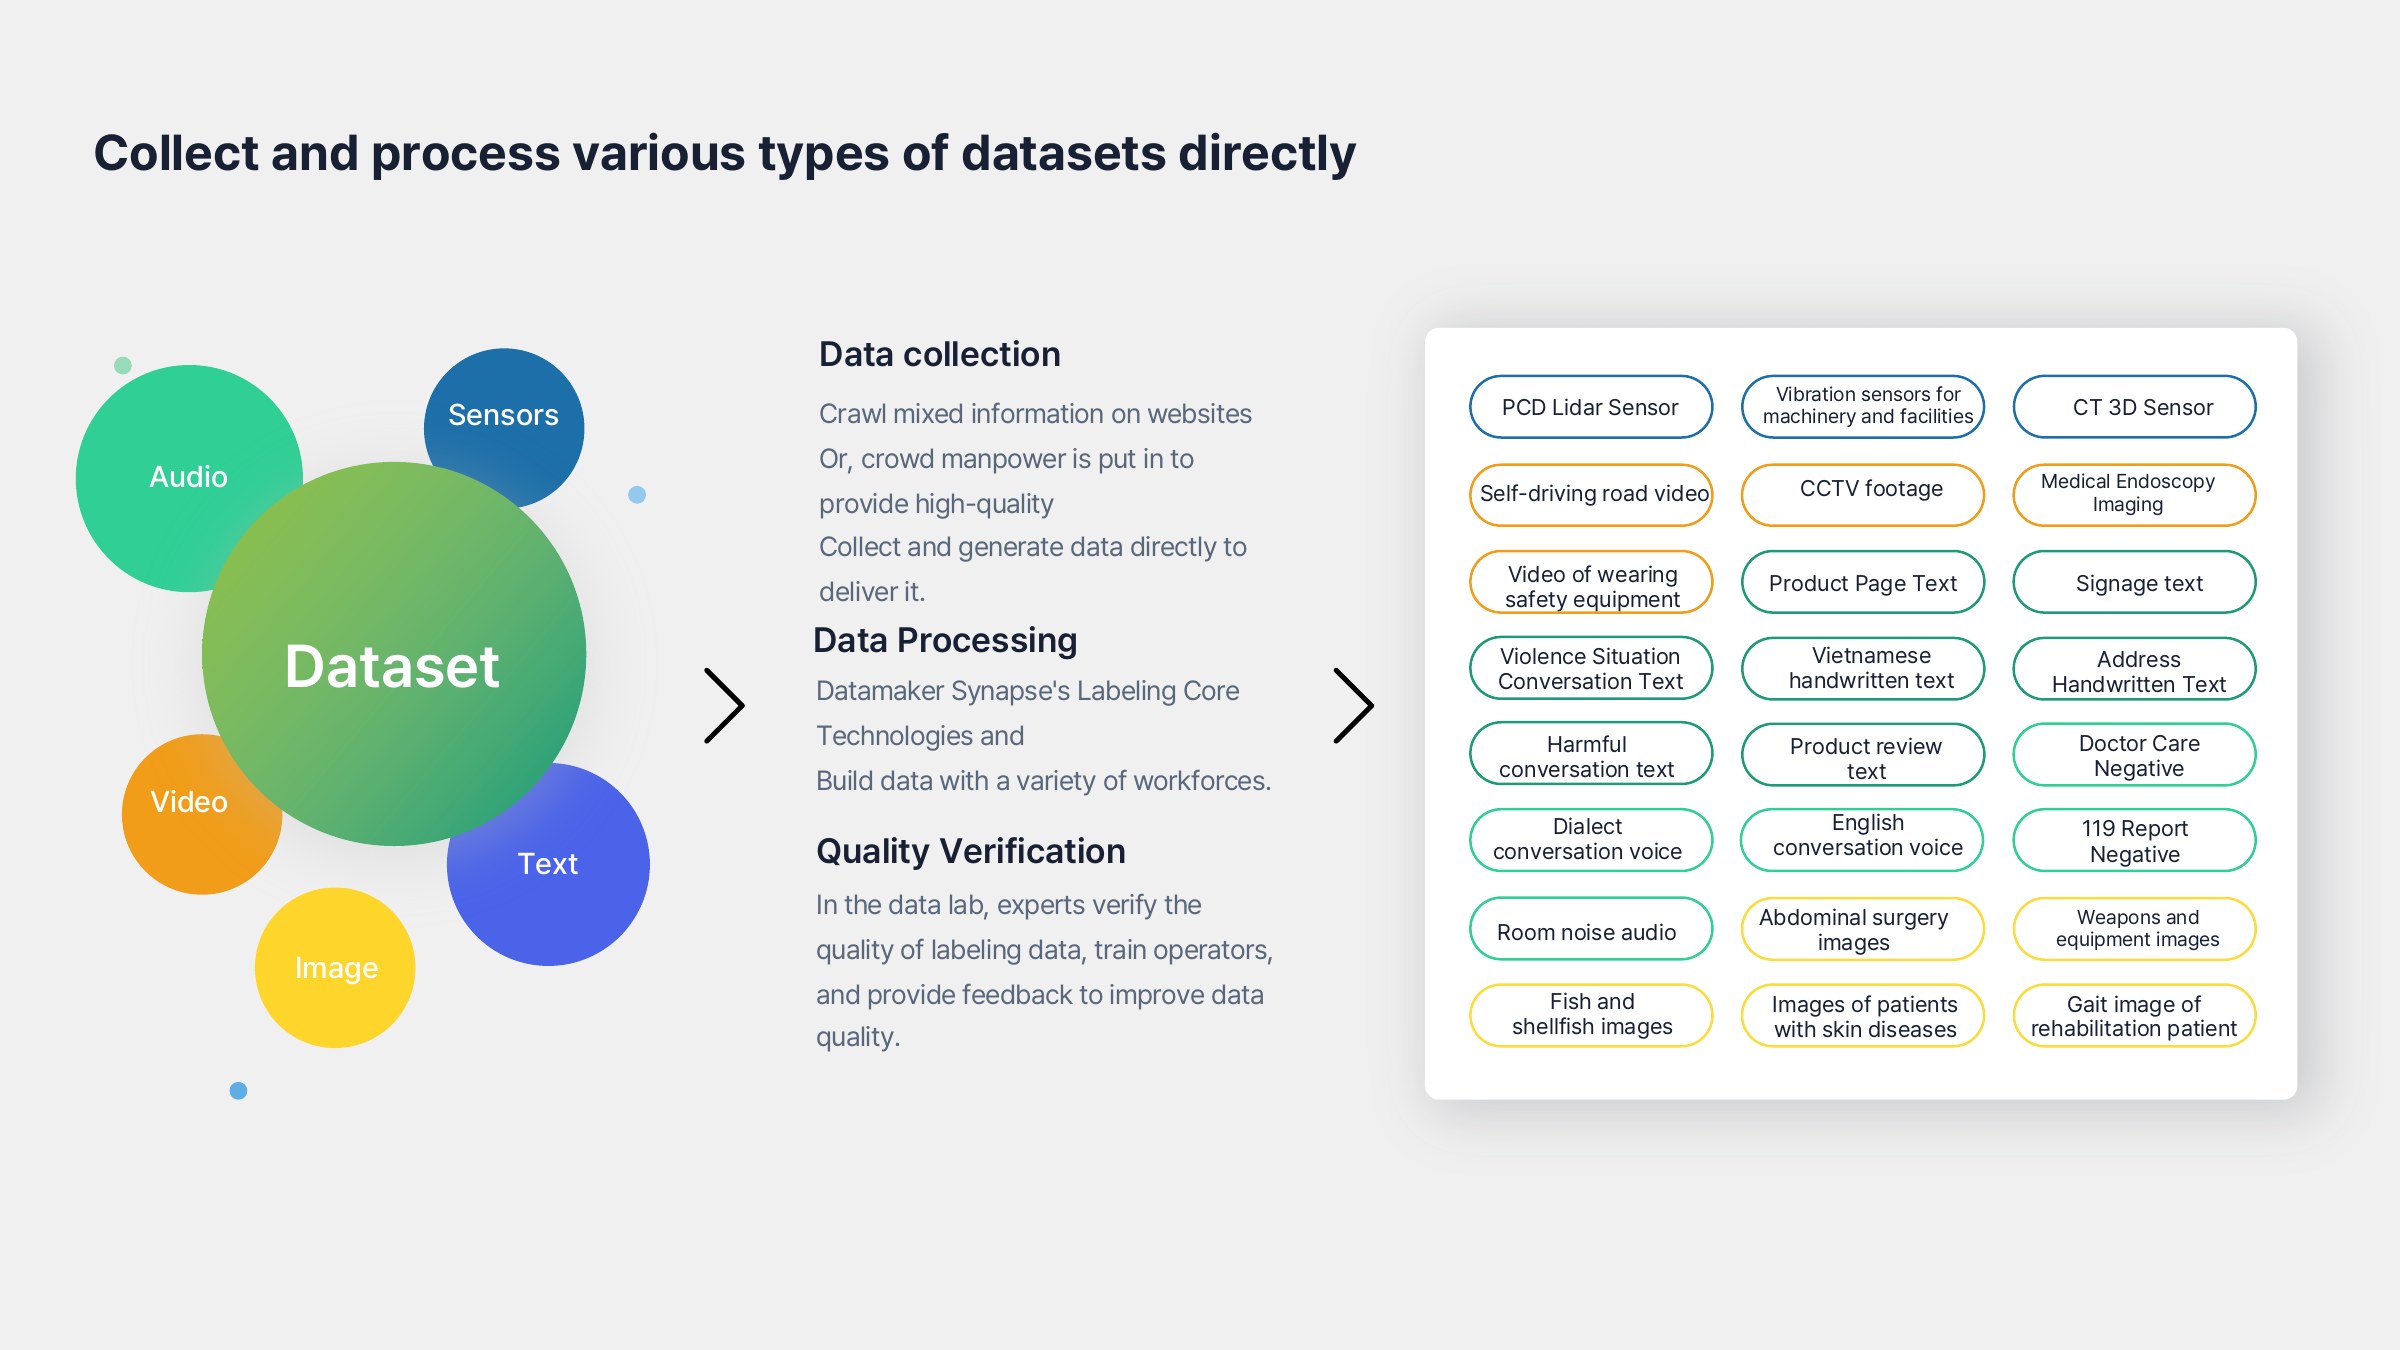 Collect and process various types of datasets directly
Audio
Sensors
Dataset
Video
Text
Image
Data collection
Crawl mixed information on websites
Or, crowd manpower is put in to
provide high-quality
Collect and generate data directly to
deliver it.
Data Processing
Datamaker Synapse's Labeling Core
Technologies and
Build data with a variety of workforces.
Quality Verification
In the data lab, experts verify the
quality of labeling data, train operators,
and provide feedback to improve data
quality.
PCD Lidar Sensor
Vibration sensors for
machinery and facilities
CT 3D Sensor
Self-driving road video
CCTV footage
Medical Endoscopy
Imaging
Video of wearing
safety equipment
Product Page Text
Signage text
Violence Situation
Conversation Text
Vietnamese
handwritten text
Address
Handwritten Text
Harmful
conversation text
Product review
text
Doctor Care
Negative
Dialect
conversation voice
English
conversation voice
119 Report
Negative
Room noise audio
Abdominal surgery
images
Weapons and
equipment images
Fish and
shellfish images
Images of patients
with skin diseases
Gait image of
rehabilitation patient